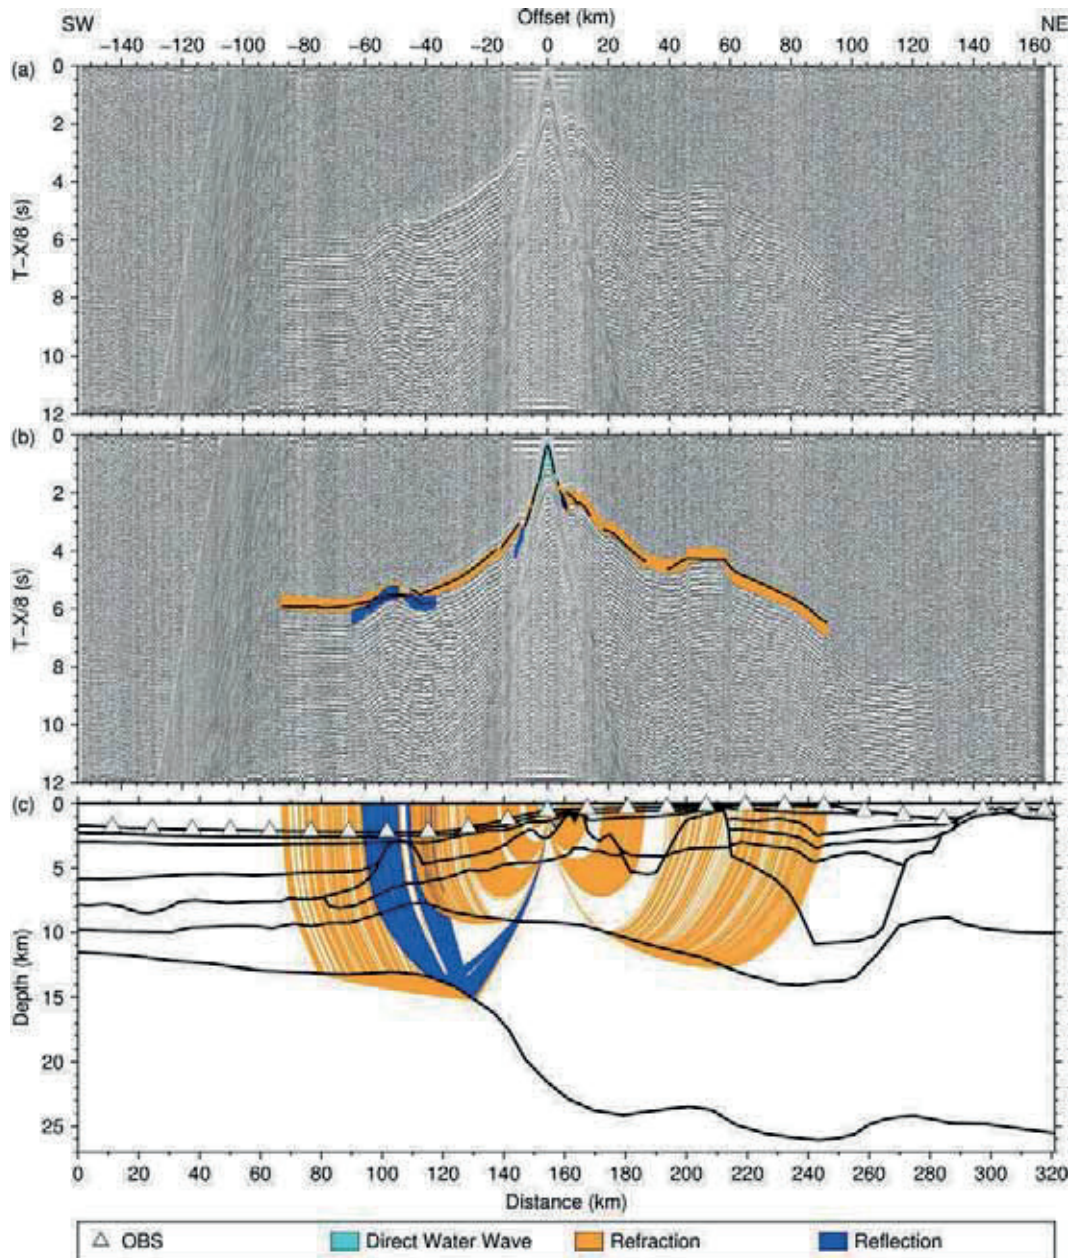 SW Offset (km) NE
−140 −120 −100 −80 −60 −40 −20 0 20 40 60 80 100 120 140 160
(a) 0
2
4
T−X/8 (s)
6
8
10
12
(b) 0
2
4
T−X/8 (s)
6
8
10
12
(c) 0
5
10
Depth (km)
15
20
25
0 20 40 60 80 100 120 140 160 180 200 220 240 260 280 300 320
Distance (km)
OBS Direct Water Wave Refraction Reflection